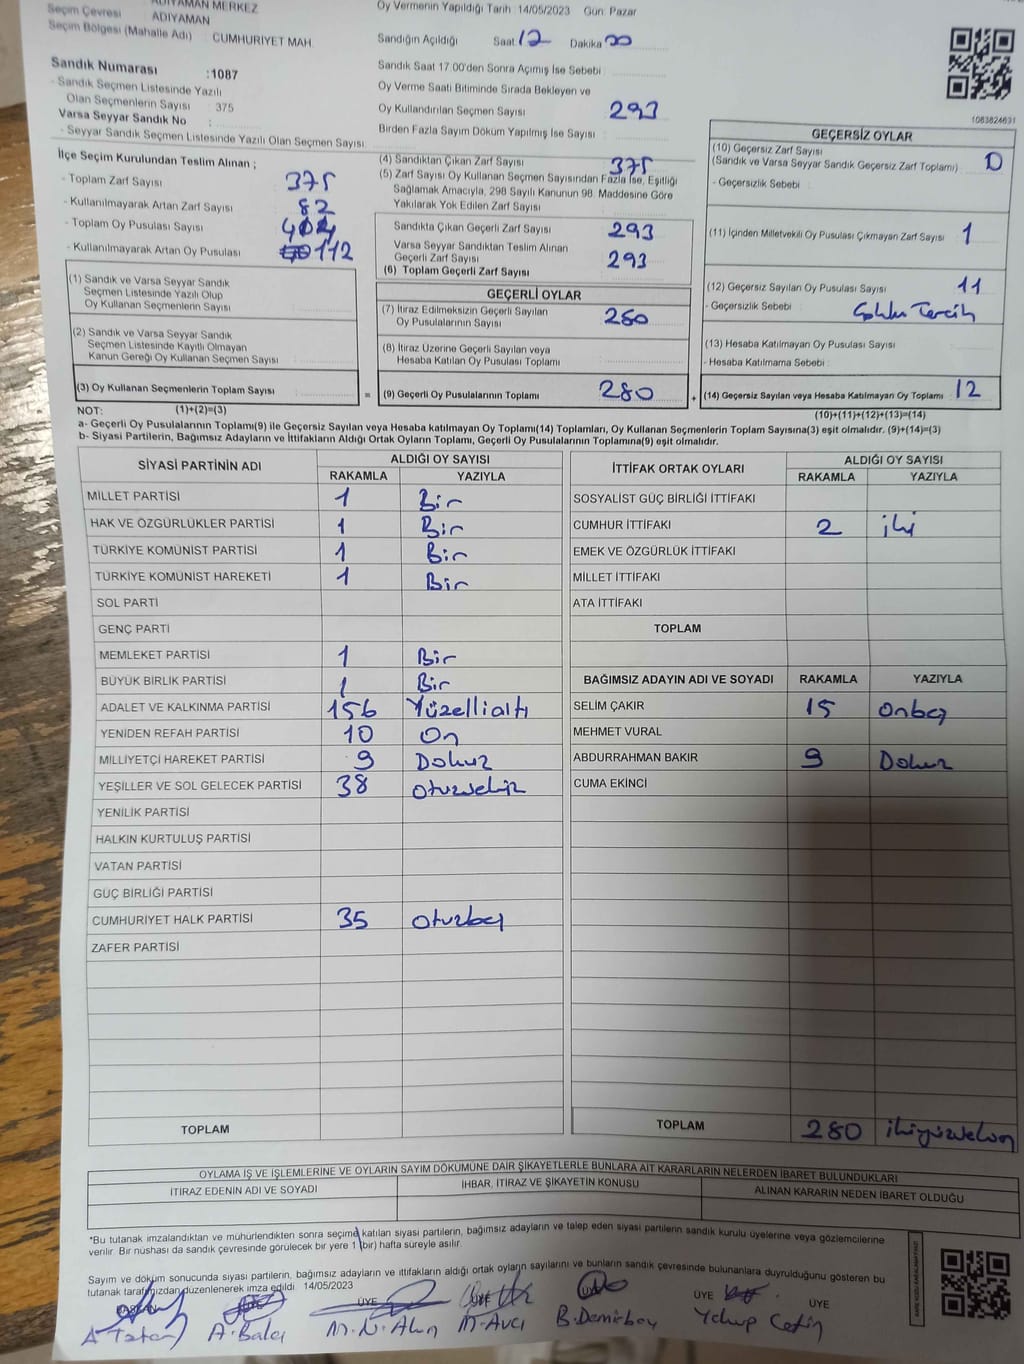 Seçim Çevresi ADIYAMAN MERKEZ
ADIYAMAN
Seçim Bölgesi (Mahalle Adı) : CUMHURİYET MAH.
Sandık Numarası :1087
- Sandık Seçmen Listesinde Yazılı
Olan Seçmenlerin Sayısı : 375
Varsa Seyyar Sandık No :
- Seyyar Sandık Seçmen Listesinde Yazılı Olan Seçmen Sayısı
Oy Vermenin Yapıldığı Tarih :14/05/2023 Gün: Pazar
Sandığın Açıldığı Saat 12 Dakika 00
Sandık Saat 17:00'den Sonra Açımış İse Sebebi :
Oy Verme Saati Bitiminde Sırada Bekleyen ve
Oy Kullandırılan Seçmen Sayısı 293
Birden Fazla Sayım Döküm Yapılmış İse Sayısı :
1083824631
İlçe Seçim Kurulundan Teslim Alınan ;
- Toplam Zarf Sayısı 375
- Kullanılmayarak Artan Zarf Sayısı 82
- Toplam Oy Pusulası Sayısı
- Kullanılmayarak Artan Oy Pusulası 112
(4) Sandıktan Çıkan Zarf Sayısı 375
(5) Zarf Sayısı Oy Kullanan Seçmen Sayısından Fazla İse, Eşitliği
Sağlamak Amacıyla, 298 Sayılı Kanunun 98. Maddesine Göre
Yakılarak Yok Edilen Zarf Sayısı
Sandıkta Çıkan Geçerli Zarf Sayısı 293
Varsa Seyyar Sandıktan Teslim Alınan
Geçerli Zarf Sayısı 293
(6) Toplam Geçerli Zarf Sayısı
GEÇERSİZ OYLAR
(10) Geçersiz Zarf Sayısı
(Sandık ve Varsa Seyyar Sandık Geçersiz Zarf Toplamı) 0
- Geçersizlik Sebebi :
(11) İçinden Milletvekili Oy Pusulası Çıkmayan Zarf Sayısı 1
(12) Geçersiz Sayılan Oy Pusulası Sayısı 11
- Geçersizlik Sebebi : Çoklu Tercih
(13) Hesaba Katılmayan Oy Pusulası Sayısı
- Hesaba Katılmama Sebebi :
(14) Geçersiz Sayılan veya Hesaba Katılmayan Oy Toplamı 12
(10)+(11)+(12)+(13)=(14)
(1) Sandık ve Varsa Seyyar Sandık
Seçmen Listesinde Yazılı Olup
Oy Kullanan Seçmenlerin Sayısı
(2) Sandık ve Varsa Seyyar Sandık
Seçmen Listesinde Kayıtlı Olmayan
Kanun Gereği Oy Kullanan Seçmen Sayısı
(3) Oy Kullanan Seçmenlerin Toplam Sayısı =
GEÇERLİ OYLAR
(7) İtiraz Edilmeksizin Geçerli Sayılan
Oy Pusulalarının Sayısı 280
(8) İtiraz Üzerine Geçerli Sayılan veya
Hesaba Katılan Oy Pusulası Toplamı
(9) Geçerli Oy Pusulalarının Toplamı 280 +
NOT: (1)+(2)=(3)
a- Geçerli Oy Pusulalarının Toplamı(9) ile Geçersiz Sayılan veya Hesaba katılmayan Oy Toplamı(14) Toplamları, Oy Kullanan Seçmenlerin Toplam Sayısına(3) eşit olmalıdır. (9)+(14)=(3)
b- Siyasi Partilerin, Bağımsız Adayların ve İttifakların Aldığı Ortak Oyların Toplamı, Geçerli Oy Pusulalarının Toplamına(9) eşit olmalıdır.
SİYASİ PARTİNİN ADI ALDIĞI OY SAYISI
RAKAMLA YAZIYLA
MİLLET PARTİSİ 1 Bir
HAK VE ÖZGÜRLÜKLER PARTİSİ 1 Bir
TÜRKİYE KOMÜNİST PARTİSİ 1 Bir
TÜRKİYE KOMÜNİST HAREKETİ 1 Bir
SOL PARTİ
GENÇ PARTİ
MEMLEKET PARTİSİ 1 Bir
BÜYÜK BİRLİK PARTİSİ 1 Bir
ADALET VE KALKINMA PARTİSİ 156 Yüzellialtı
YENİDEN REFAH PARTİSİ 10 On
MİLLİYETÇİ HAREKET PARTİSİ 9 Dokuz
YEŞİLLER VE SOL GELECEK PARTİSİ 38 otuzsekiz
YENİLİK PARTİSİ
HALKIN KURTULUŞ PARTİSİ
VATAN PARTİSİ
GÜÇ BİRLİĞİ PARTİSİ
CUMHURİYET HALK PARTİSİ 35 otuzbeş
ZAFER PARTİSİ
TOPLAM
İTTİFAK ORTAK OYLARI ALDIĞI OY SAYISI
RAKAMLA YAZIYLA
SOSYALİST GÜÇ BİRLİĞİ İTTİFAKI
CUMHUR İTTİFAKI 2 iki
EMEK VE ÖZGÜRLÜK İTTİFAKI
MİLLET İTTİFAKI
ATA İTTİFAKI
TOPLAM
BAĞIMSIZ ADAYIN ADI VE SOYADI RAKAMLA YAZIYLA
SELİM ÇAKIR 15 onbeş
MEHMET VURAL
ABDURRAHMAN BAKIR 9 Dokuz
CUMA EKİNCİ
TOPLAM 280 ikiyüzseksen
OYLAMA İŞ VE İŞLEMLERİNE VE OYLARIN SAYIM DÖKÜMÜNE DAİR ŞİKAYETLERLE BUNLARA AİT KARARLARIN NELERDEN İBARET BULUNDUKLARI
İTİRAZ EDENİN ADI VE SOYADI İHBAR, İTİRAZ VE ŞİKAYETİN KONUSU ALINAN KARARIN NEDEN İBARET OLDUĞU
*Bu tutanak imzalandıktan ve mühürlendikten sonra seçime katılan siyasi partilerin, bağımsız adayların ve talep eden siyasi partilerin sandık kurulu üyelerine veya gözlemcilerine
verilir. Bir nüshası da sandık çevresinde görülecek bir yere 1 (bir) hafta süreyle asılır.
Sayım ve döküm sonucunda siyasi partilerin, bağımsız adayların ve ittifakların aldığı ortak oyların sayılarını ve bunların sandık çevresinde bulunanlara duyrulduğunu gösteren bu
tutanak tarafımızdan düzenlenerek imza edildi. 14/05/2023
BAŞKAN ÜYE ÜYE ÜYE ÜYE ÜYE
A. Balcı M.N. Akın M. Avcı B. Demirbay Yakup Çetin